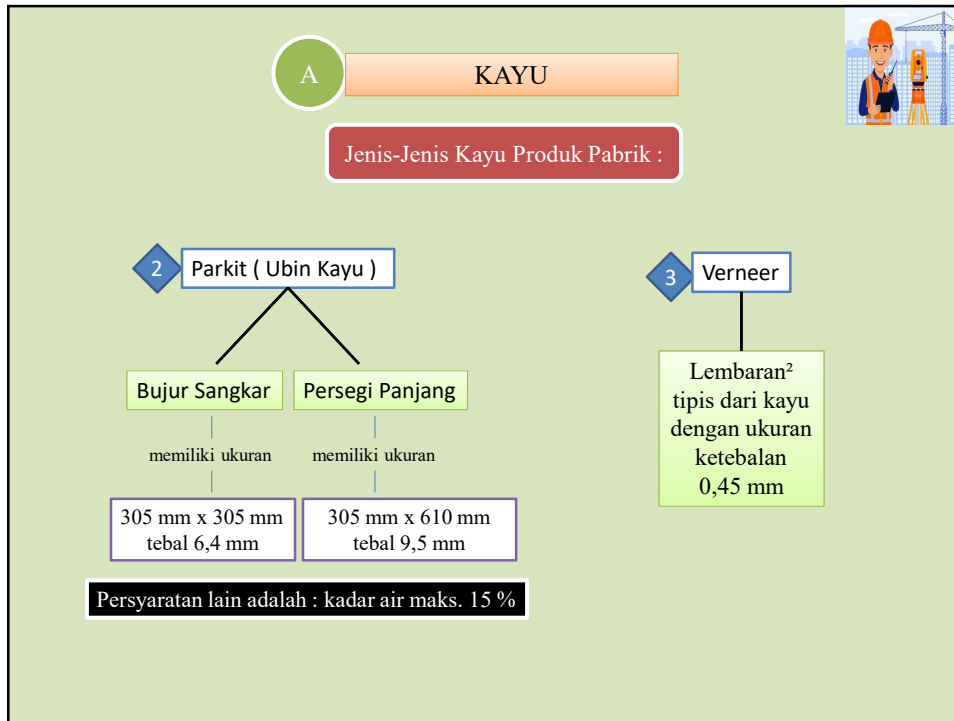 A
KAYU
Jenis-Jenis Kayu Produk Pabrik :
2
Parkit ( Ubin Kayu )
Bujur Sangkar
Persegi Panjang
memiliki ukuran
memiliki ukuran
305 mm x 305 mm
tebal 6,4 mm
305 mm x 610 mm
tebal 9,5 mm
Persyaratan lain adalah : kadar air maks. 15 %
3
Verneer
Lembaran²
tipis dari kayu
dengan ukuran
ketebalan
0,45 mm